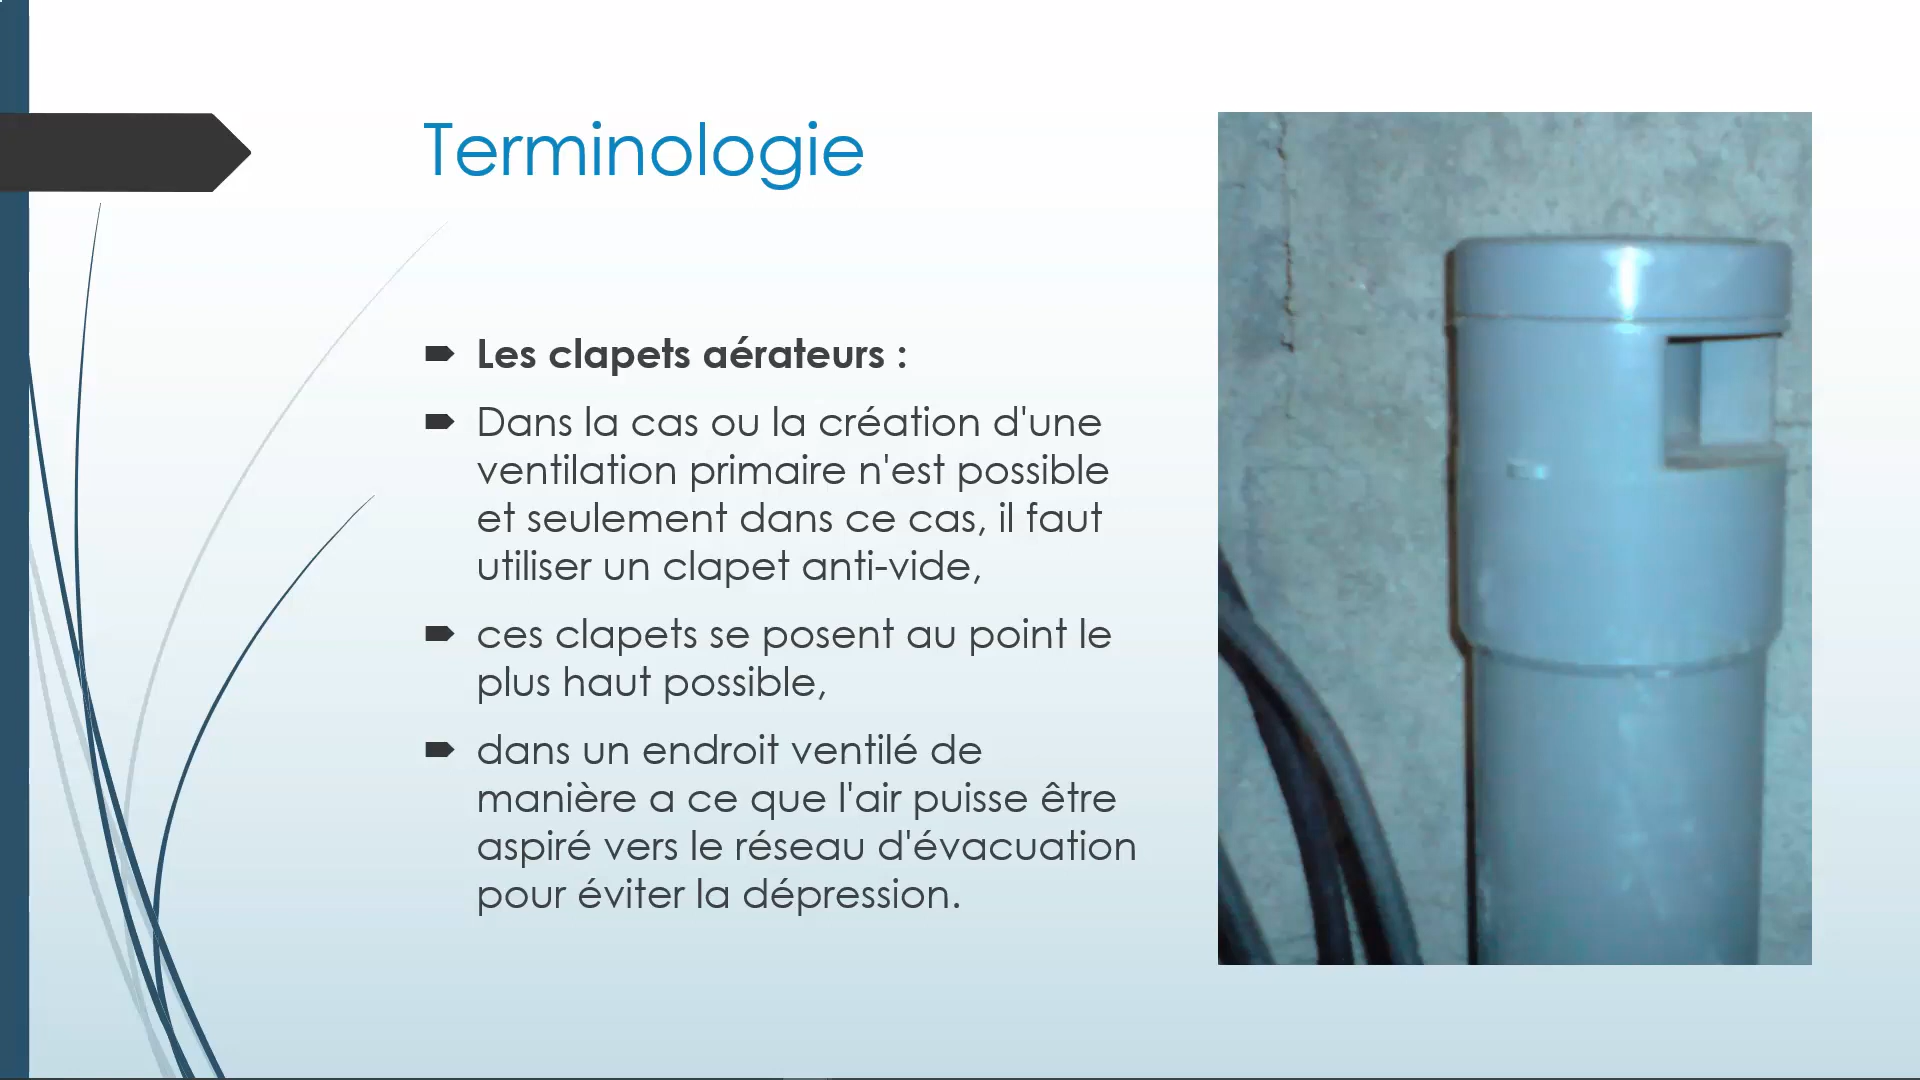 Terminologie
Les clapets aérateurs :
Dans la cas ou la création d'une
ventilation primaire n'est possible
et seulement dans ce cas, il faut
utiliser un clapet anti-vide,
ces clapets se posent au point le
plus haut possible,
dans un endroit ventilé de
manière a ce que l'air puisse être
aspiré vers le réseau d'évacuation
pour éviter la dépression.